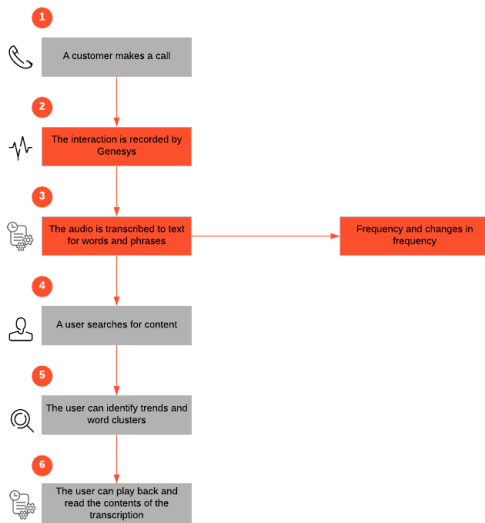 1
A customer makes a call
2
The interaction is recorded by
Genesys
3
The audio is transcribed to text
for words and phrases
Frequency and changes in
frequency
4
A user searches for content
5
The user can identify trends and
word clusters
6
The user can play back and
read the contents of the
transcription